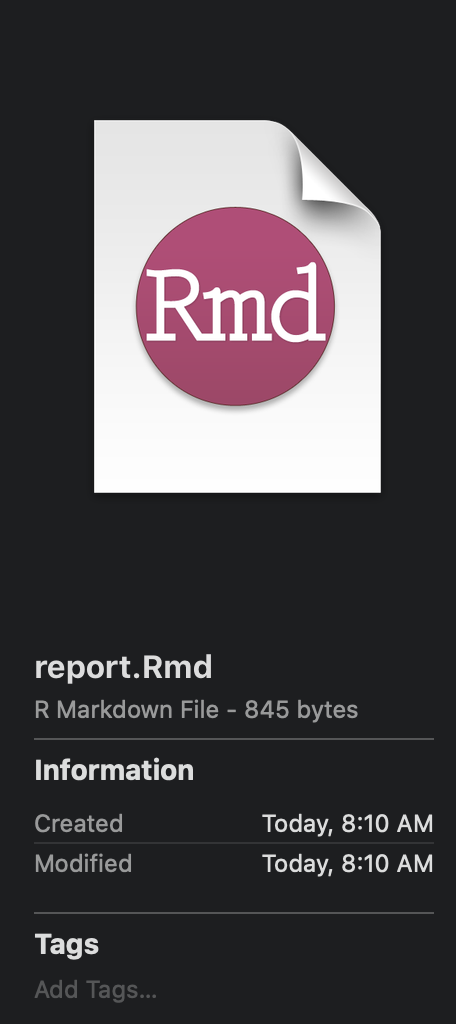 Rmd
report.Rmd
R Markdown File - 845 bytes
Information
Created Today, 8:10 AM
Modified Today, 8:10 AM
Tags
Add Tags...